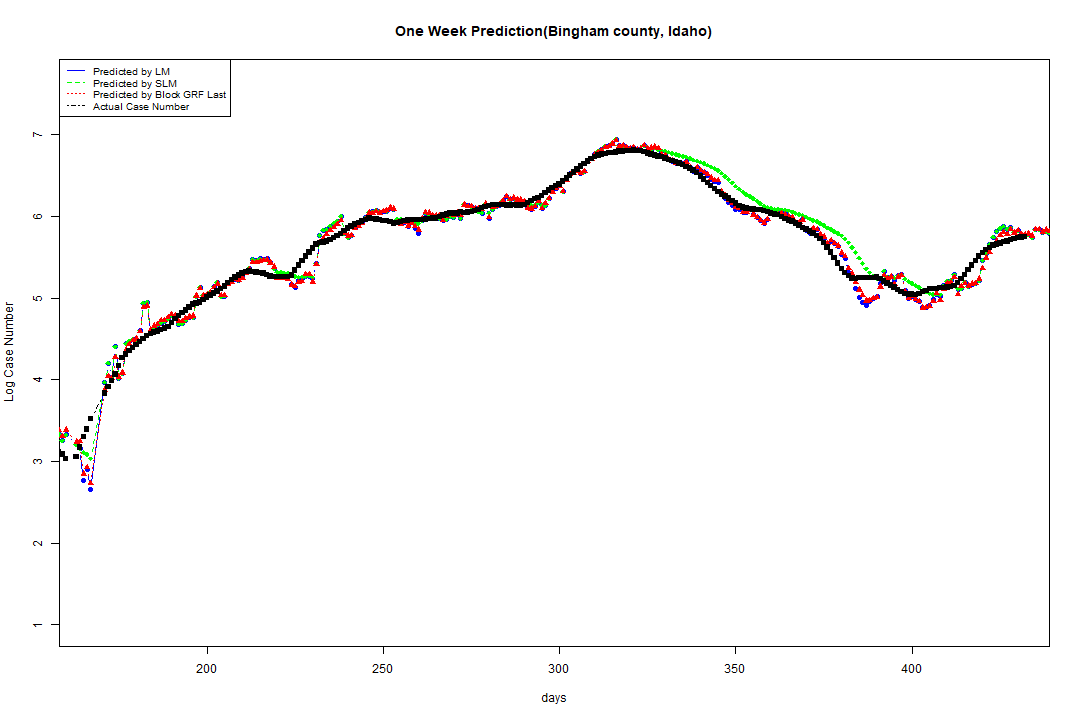 One Week Prediction(Bingham county, Idaho)
Predicted by LM
Predicted by SLM
Predicted by Block GRF Last
Actual Case Number
7
6
5
4
3
2
1
Log Case Number
200 250 300 350 400
days